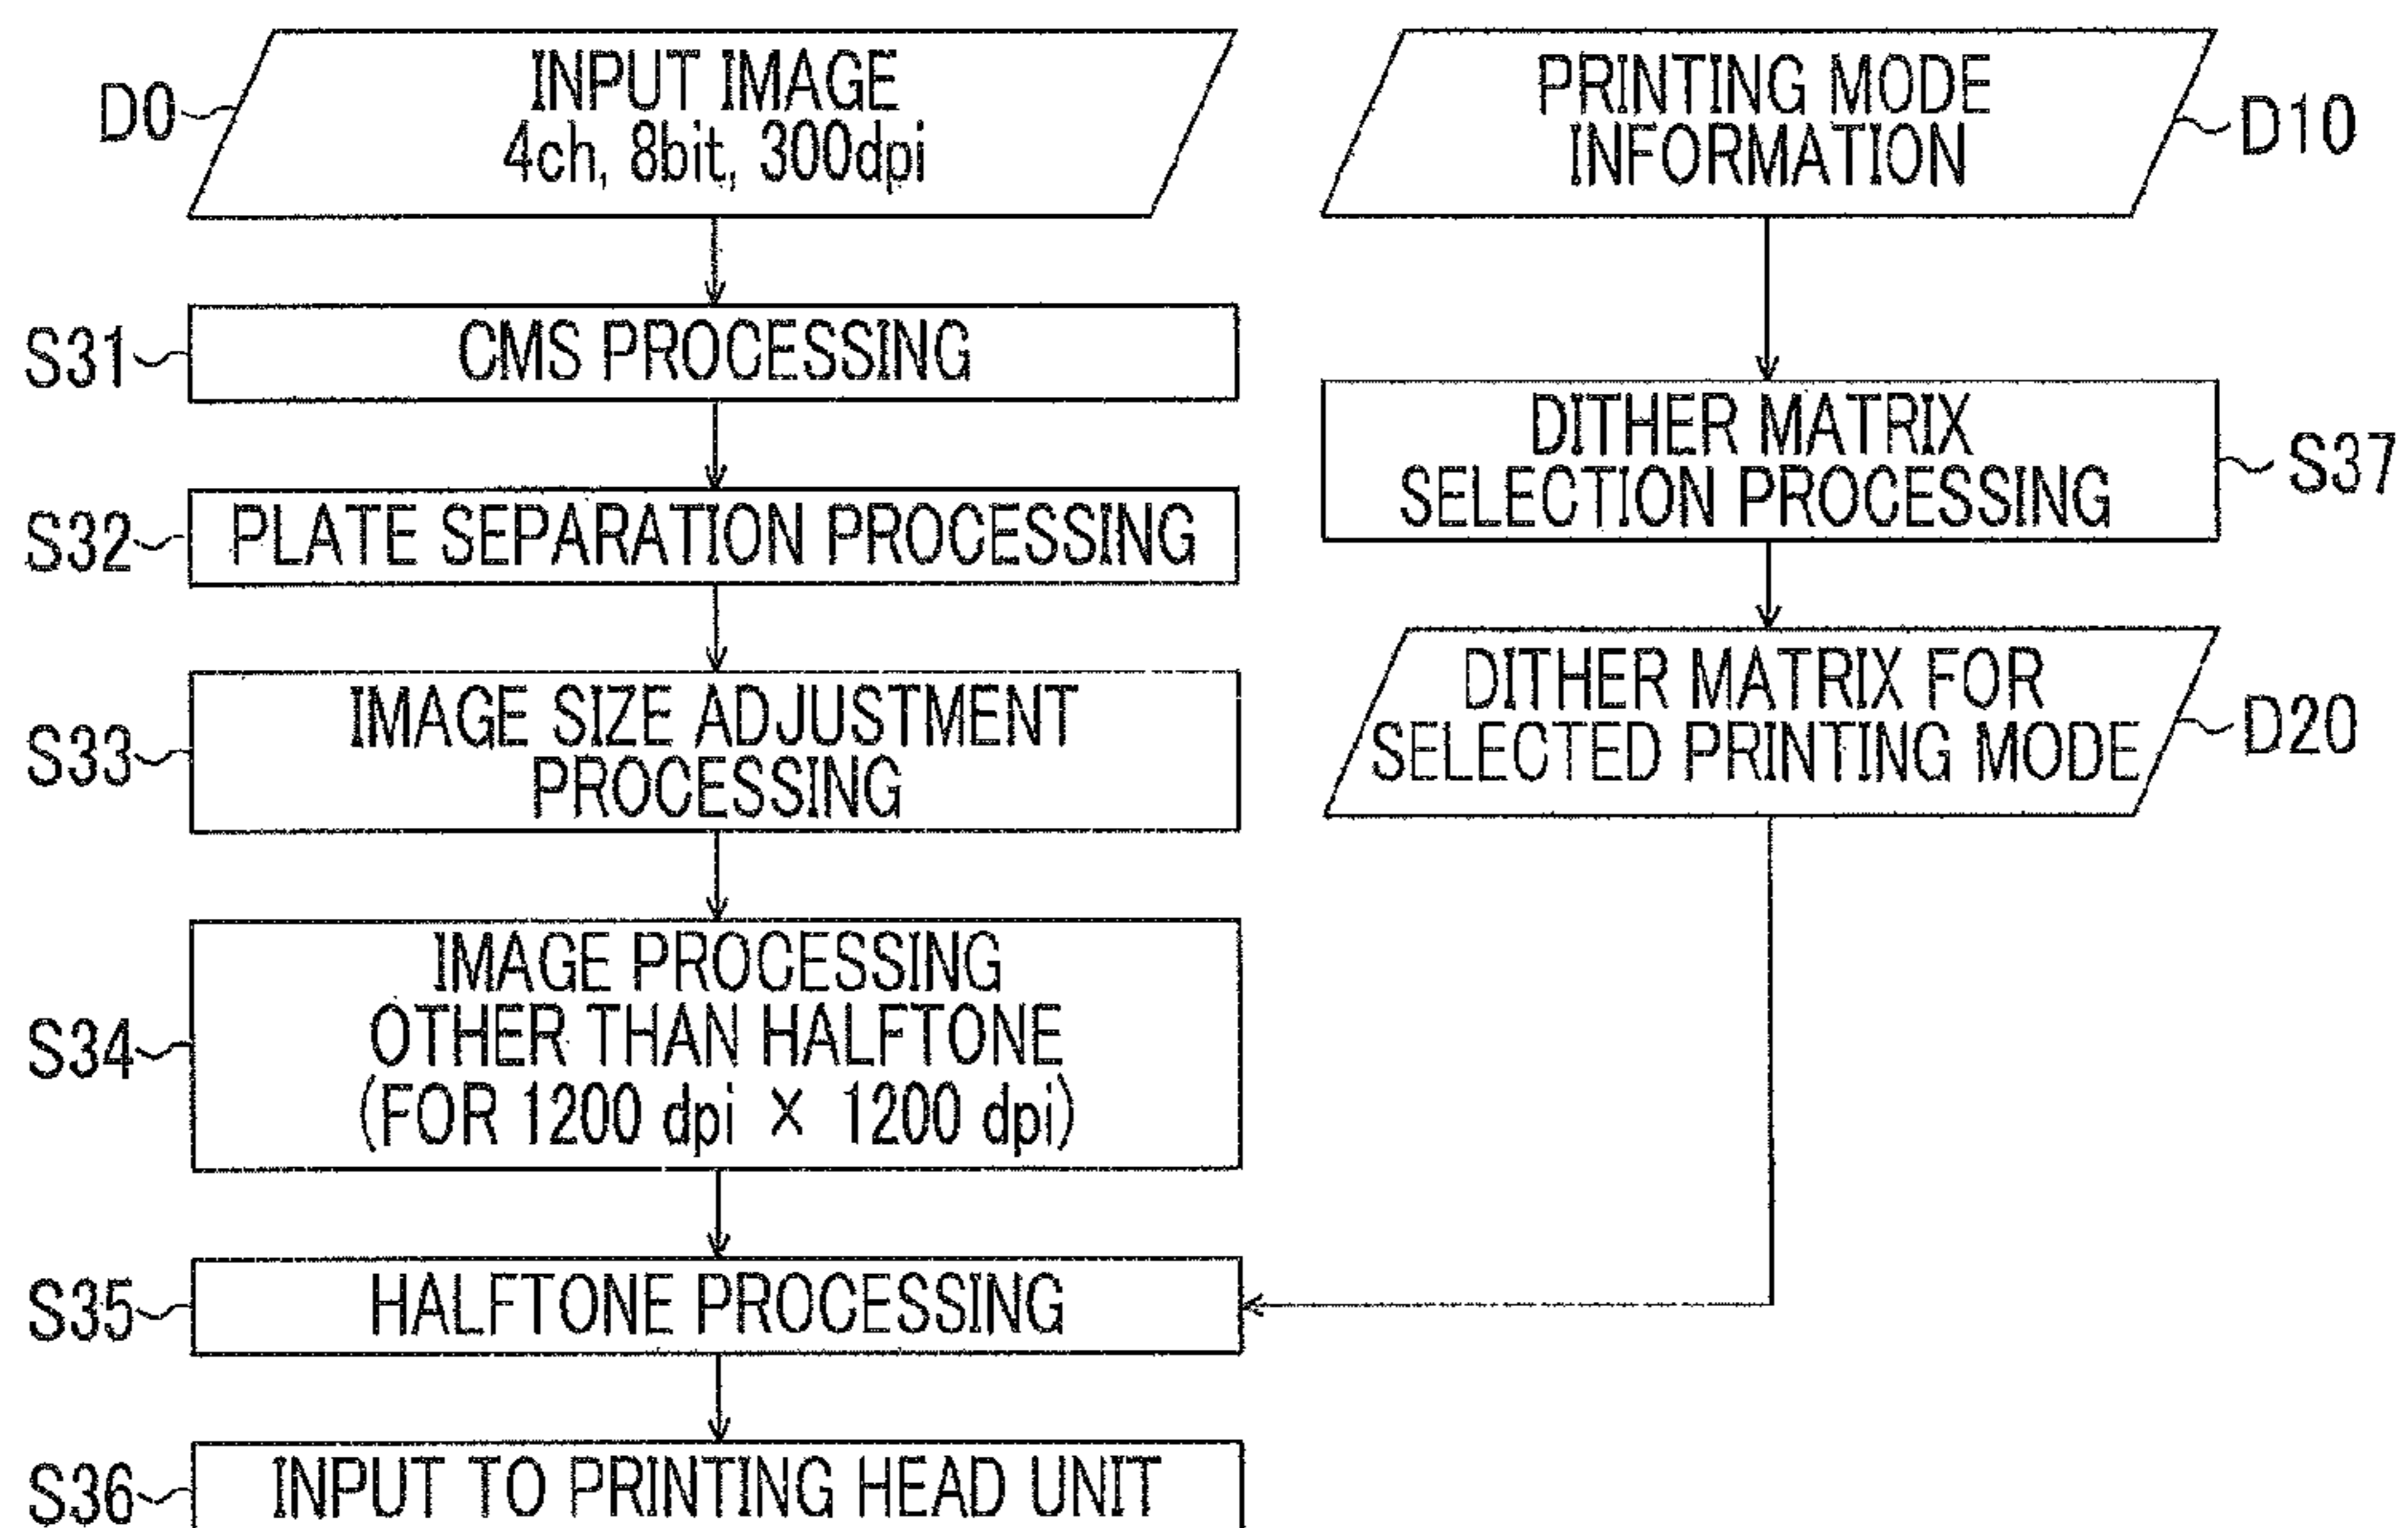 D0
INPUT IMAGE
4ch, 8bit, 300dpi
S31
CMS PROCESSING
S32
PLATE SEPARATION PROCESSING
S33
IMAGE SIZE ADJUSTMENT
PROCESSING
S34
IMAGE PROCESSING
OTHER THAN HALFTONE
(FOR 1200 dpi × 1200 dpi)
S35
HALFTONE PROCESSING
S36
INPUT TO PRINTING HEAD UNIT
PRINTING MODE
INFORMATION
D10
DITHER MATRIX
SELECTION PROCESSING
S37
DITHER MATRIX FOR
SELECTED PRINTING MODE
D20